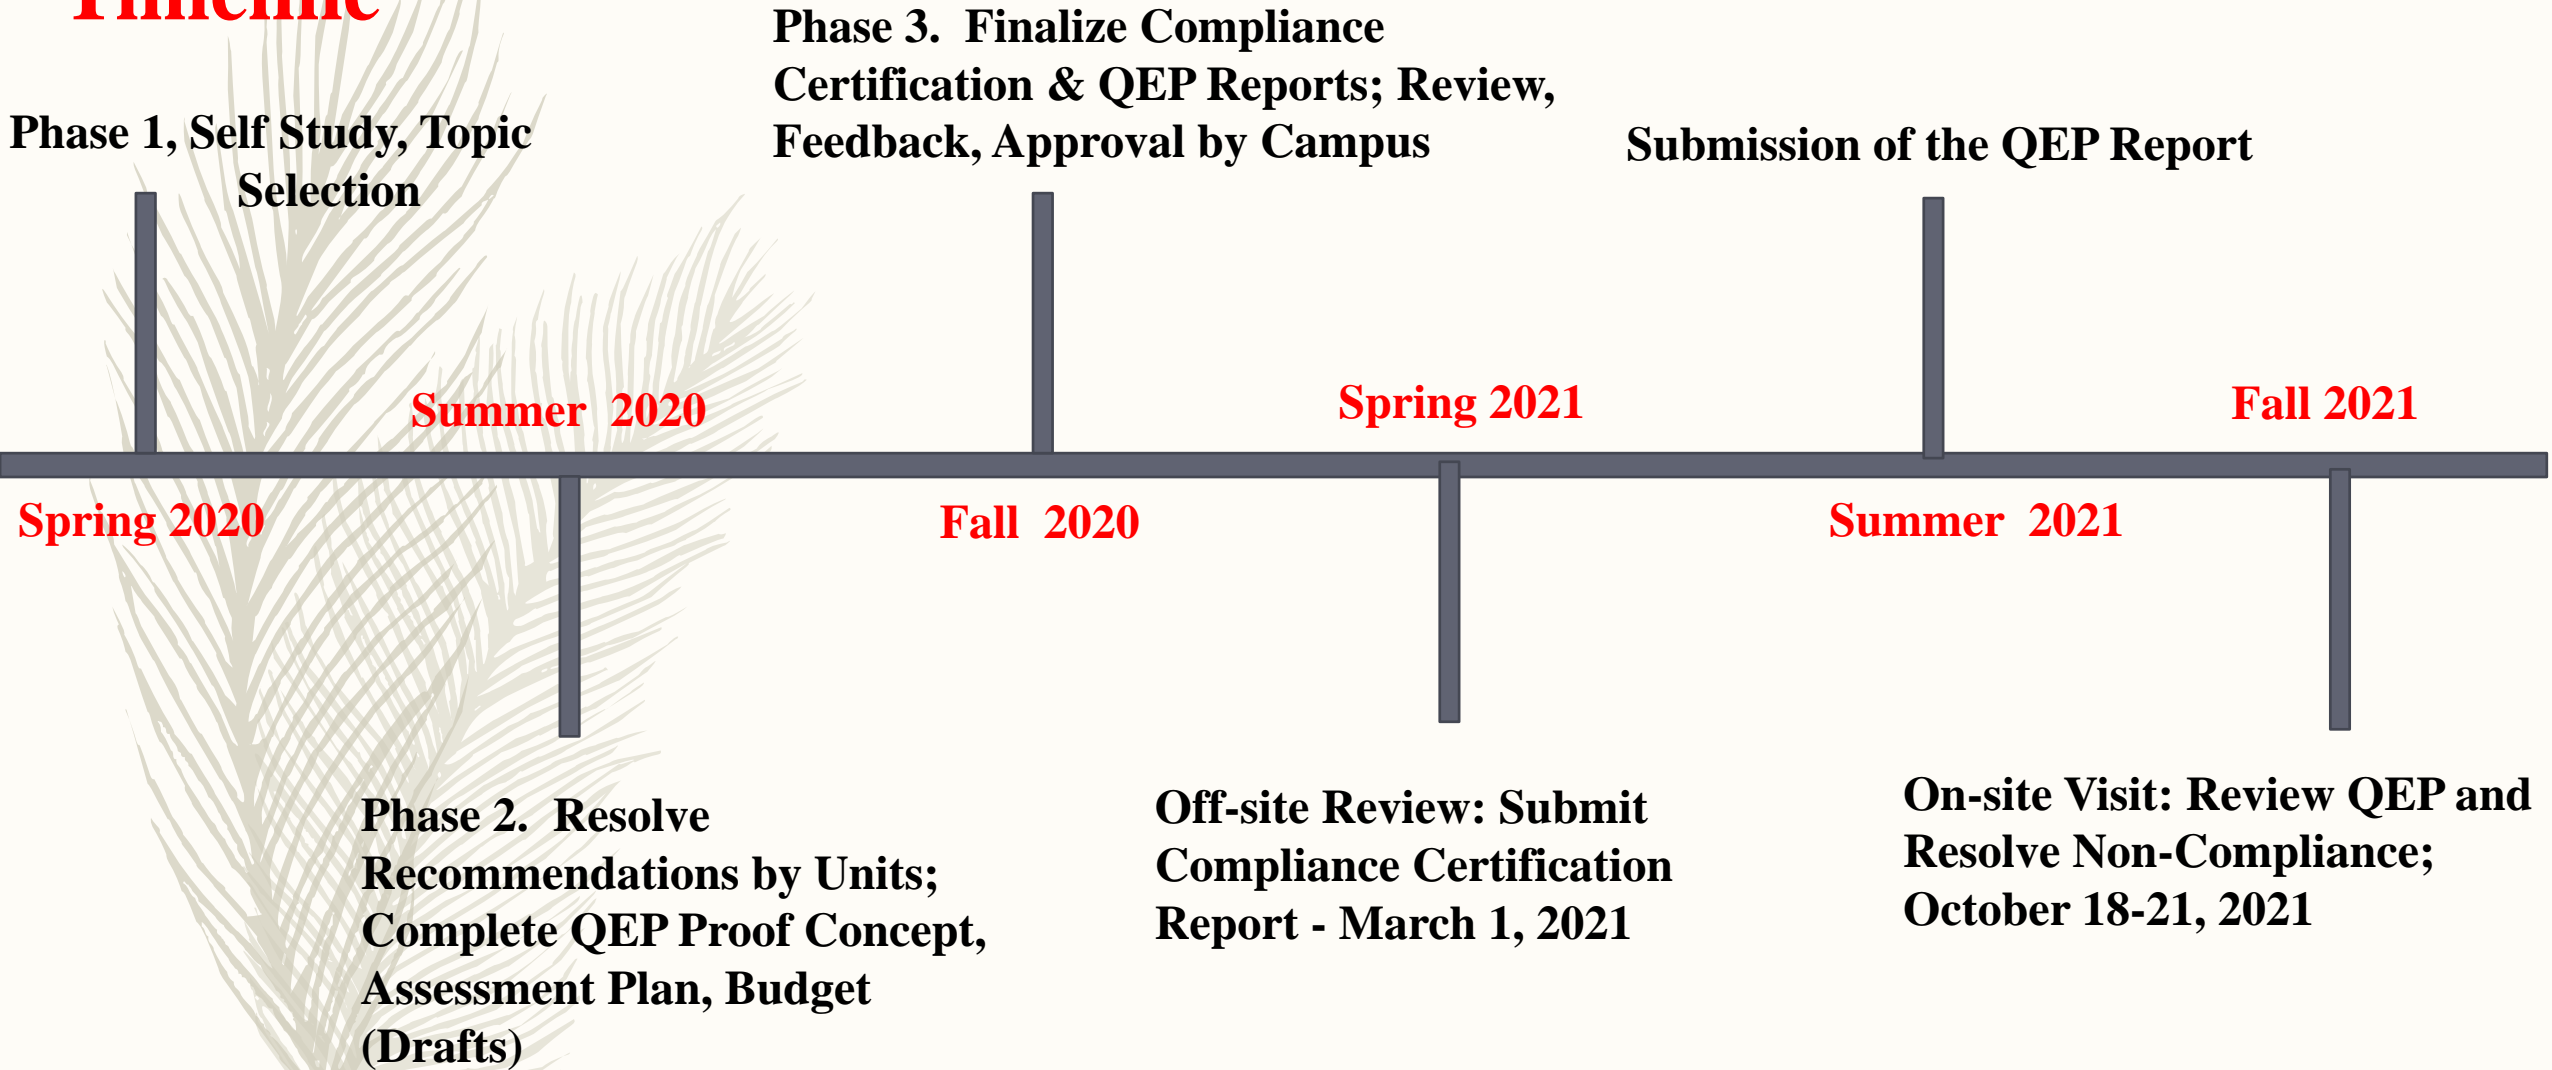 Timeline
Phase 1, Self Study, Topic
Selection
Phase 3.  Finalize Compliance
Certification & QEP Reports; Review,
Feedback, Approval by Campus
Submission of the QEP Report
Summer  2020
Spring 2021
Fall 2021
Spring 2020
Fall  2020
Summer  2021
Phase 2.  Resolve
Recommendations by Units;
Complete QEP Proof Concept,
Assessment Plan, Budget
(Drafts)
Off-site Review: Submit
Compliance Certification
Report - March 1, 2021
On-site Visit: Review QEP and
Resolve Non-Compliance;
October 18-21, 2021